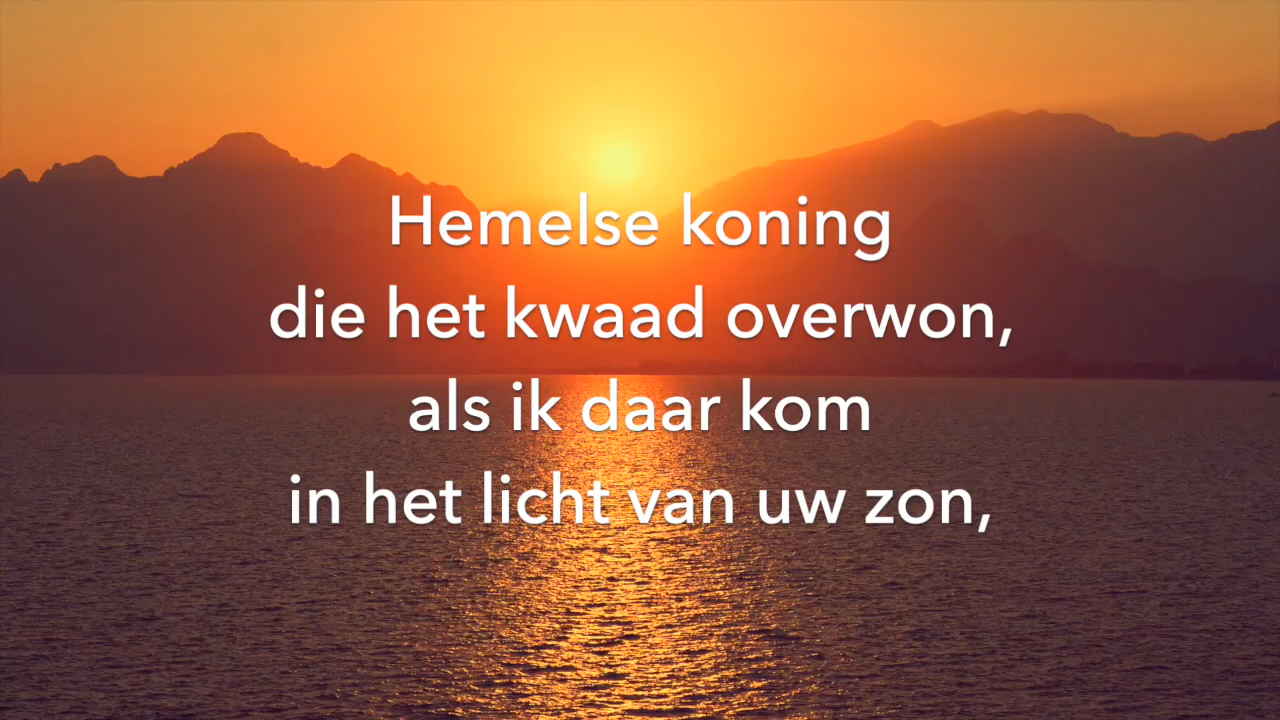 Hemelse koning
die het kwaad overwon,
als ik daar kom
in het licht van uw zon,